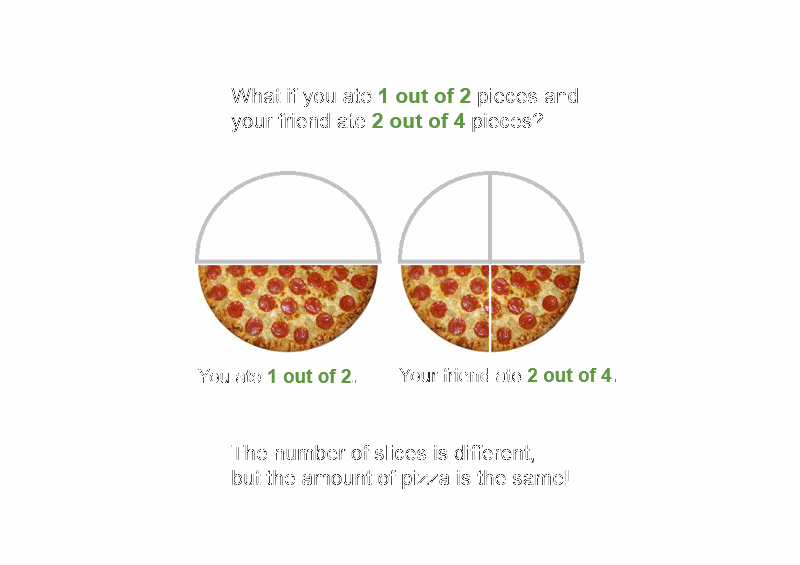 What if you ate 1 out of 2 pieces and
your friend ate 2 out of 4 pieces?
You ate 1 out of 2.
Your friend ate 2 out of 4.
The number of slices is different,
but the amount of pizza is the same!